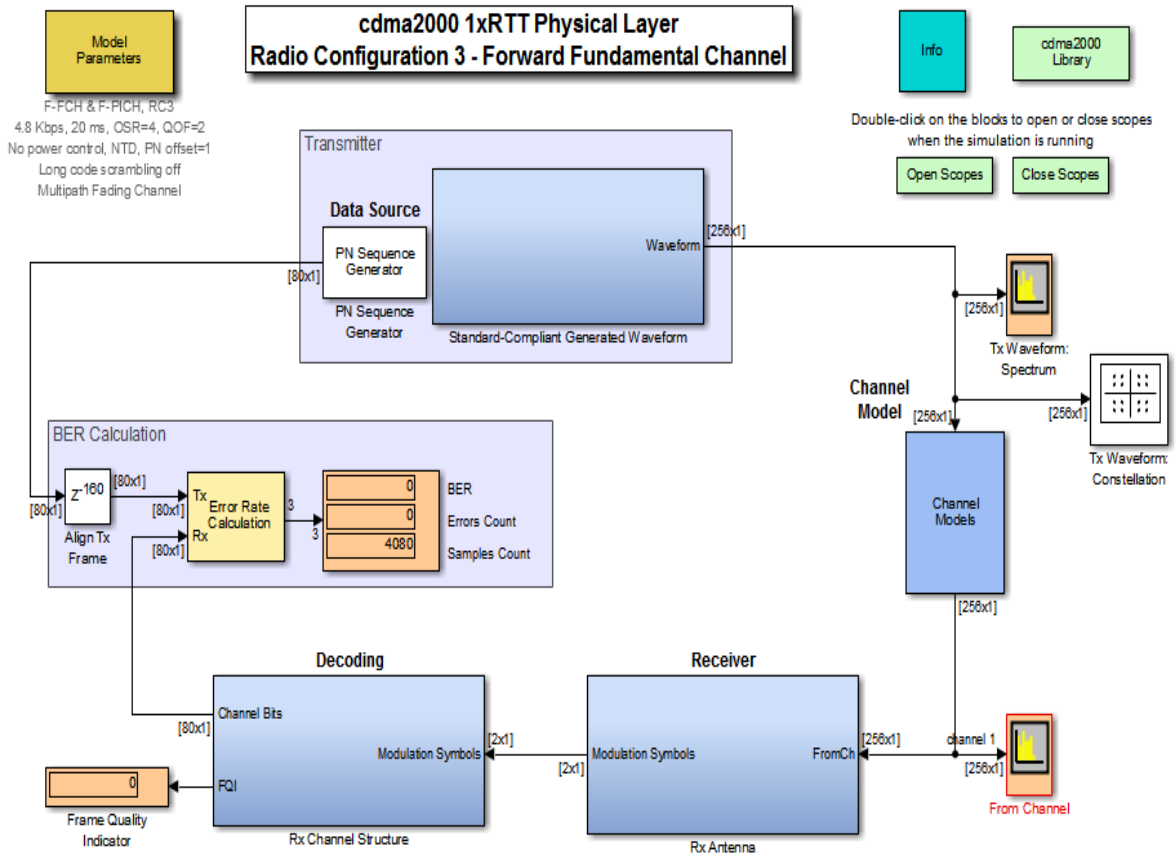 cdma2000 1xRTT Physical Layer
Radio Configuration 3 - Forward Fundamental Channel
Model
Parameters
F-FCH & F-PICH, RC3
4.8 Kbps, 20 ms, OSR=4, QOF=2
No power control, NTD, PN offset=1
Long code scrambling off
Multipath Fading Channel
Info
cdma2000
Library
Double-click on the blocks to open or close scopes
when the simulation is running
Open Scopes
Close Scopes
Transmitter
Data Source
PN Sequence
Generator
[80x1]
PN Sequence
Generator
Waveform
[256x1]
Standard-Compliant Generated Waveform
[256x1]
Tx Waveform:
Spectrum
Channel
Model
[256x1]
[256x1]
Tx Waveform:
Constellation
Channel
Models
[256x1]
BER Calculation
[80x1]
Z-160
[80x1]
Align Tx
Frame
Tx
[80x1]
Error Rate
Calculation
Rx
[80x1]
3
3
0
BER
0
Errors Count
4080
Samples Count
Decoding
Channel Bits
[80x1]
Modulation Symbols
[2x1]
FQI
Rx Channel Structure
0
Frame Quality
Indicator
Receiver
Modulation Symbols
[2x1]
FromCh
[256x1]
Rx Antenna
channel 1
[256x1]
From Channel